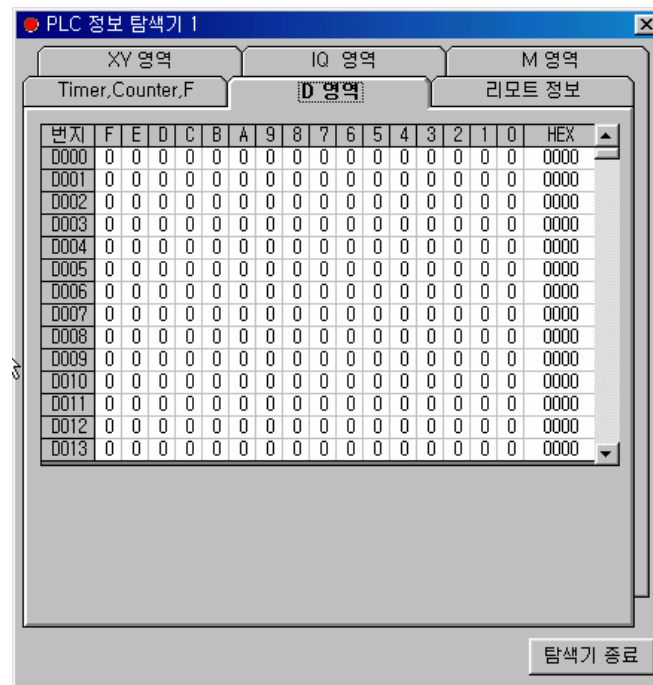 PLC 정보 탐색기 1
XY 영역 IQ 영역 M 영역
Timer,Counter,F D 영역 리모트 정보
번지 F E D C B A 9 8 7 6 5 4 3 2 1 0 HEX
D000 0 0 0 0 0 0 0 0 0 0 0 0 0 0 0 0 0000
D001 0 0 0 0 0 0 0 0 0 0 0 0 0 0 0 0 0000
D002 0 0 0 0 0 0 0 0 0 0 0 0 0 0 0 0 0000
D003 0 0 0 0 0 0 0 0 0 0 0 0 0 0 0 0 0000
D004 0 0 0 0 0 0 0 0 0 0 0 0 0 0 0 0 0000
D005 0 0 0 0 0 0 0 0 0 0 0 0 0 0 0 0 0000
D006 0 0 0 0 0 0 0 0 0 0 0 0 0 0 0 0 0000
D007 0 0 0 0 0 0 0 0 0 0 0 0 0 0 0 0 0000
D008 0 0 0 0 0 0 0 0 0 0 0 0 0 0 0 0 0000
D009 0 0 0 0 0 0 0 0 0 0 0 0 0 0 0 0 0000
D010 0 0 0 0 0 0 0 0 0 0 0 0 0 0 0 0 0000
D011 0 0 0 0 0 0 0 0 0 0 0 0 0 0 0 0 0000
D012 0 0 0 0 0 0 0 0 0 0 0 0 0 0 0 0 0000
D013 0 0 0 0 0 0 0 0 0 0 0 0 0 0 0 0 0000
탐색기 종료